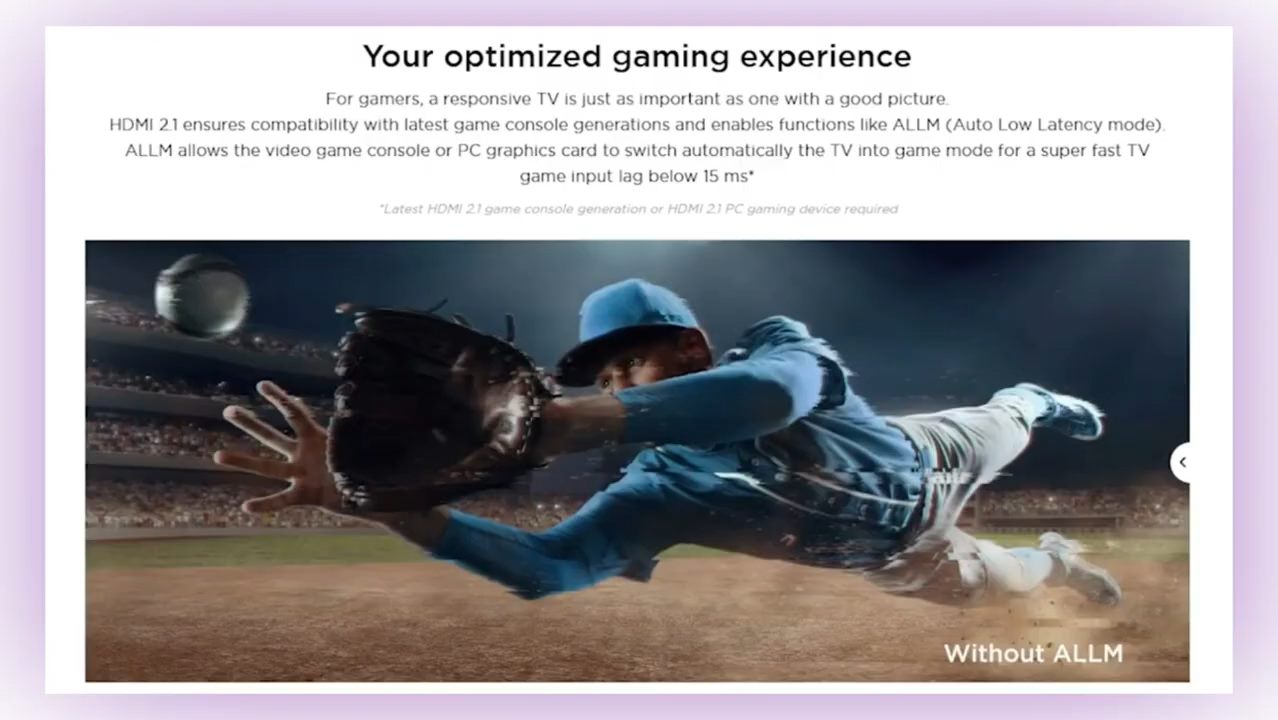 Your optimized gaming experience
For gamers, a responsive TV is just as important as one with a good picture.
HDMI 2.1 ensures compatibility with latest game console generations and enables functions like ALLM (Auto Low Latency mode).
ALLM allows the video game console or PC graphics card to switch automatically the TV into game mode for a super fast TV
game input lag below 15 ms*
*Latest HDMI 2.1 game console generation or HDMI 2.1 PC gaming device required
Without ALLM